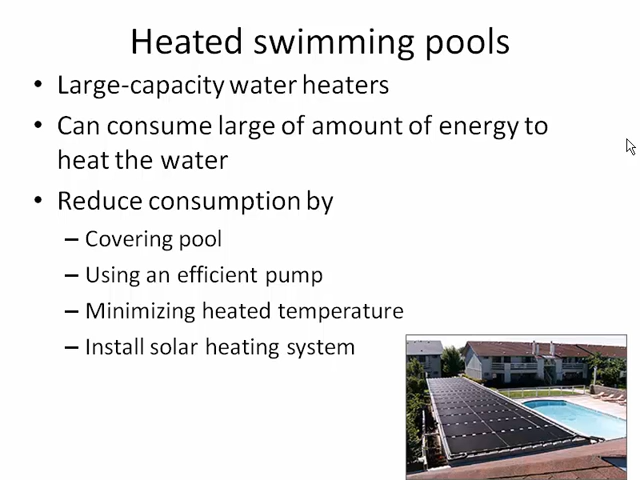 Heated swimming pools
• Large-capacity water heaters
• Can consume large of amount of energy to
heat the water
• Reduce consumption by
– Covering pool
– Using an efficient pump
– Minimizing heated temperature
– Install solar heating system